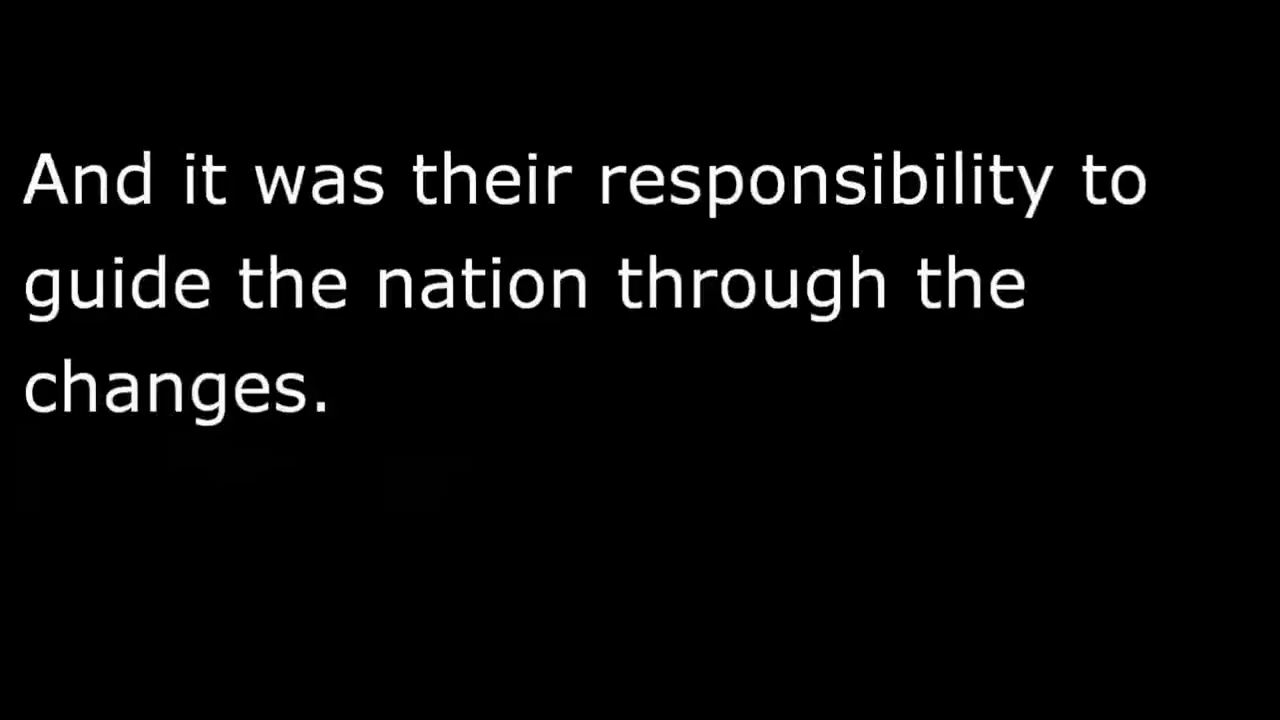 And it was their responsibility to
guide the nation through the
changes.